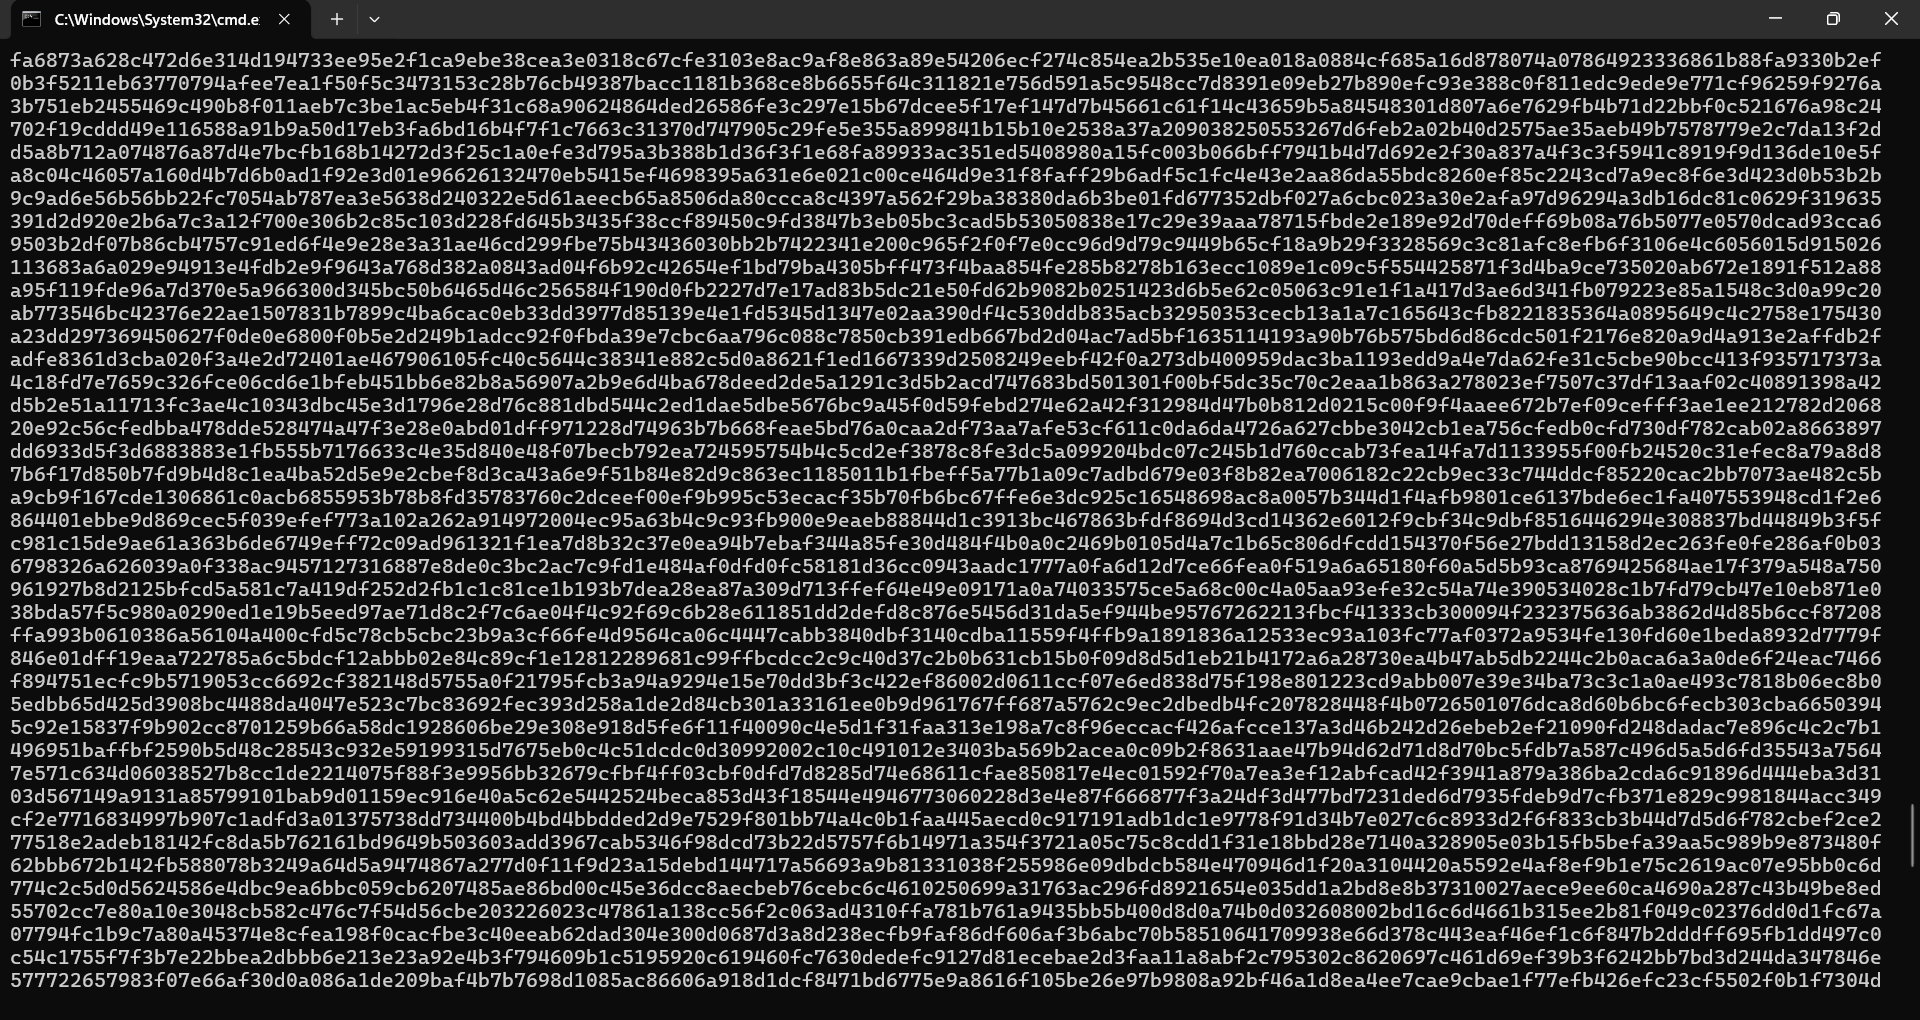 C:\Windows\System32\cmd.e
fa6873a628c472d6e314d194733ee95e2f1ca9ebe38cea3e0318c67cfe3103e8ac9af8e863a89e54206ecf274c854ea2b535e10ea018a0884cf685a16d878074a07864923336861b88fa9330b2ef
0b3f5211eb63770794afee7ea1f50f5c3473153c28b76cb49387bacc1181b368ce8b6655f64c311821e756d591a5c9548cc7d8391e09eb27b890efc93e388c0f811edc9ede9e771cf96259f9276a
3b751eb2455469c490b8f011aeb7c3be1ac5eb4f31c68a90624864ded26586fe3c297e15b67dcee5f17ef147d7b45661c61f14c43659b5a84548301d807a6e7629fb4b71d22bbf0c521676a98c24
702f19cddd49e116588a91b9a50d17eb3fa6bd16b4f7f1c7663c31370d747905c29fe5e355a899841b15b10e2538a37a209038250553267d6feb2a02b40d2575ae35aeb49b7578779e2c7da13f2d
d5a8b712a074876a87d4e7bcfb168b14272d3f25c1a0efe3d795a3b388b1d36f3f1e68fa89933ac351ed5408980a15fc003b066bff7941b4d7d692e2f30a837a4f3c3f5941c8919f9d136de10e5f
a8c04c46057a160d4b7d6b0ad1f92e3d01e96626132470eb5415ef4698395a631e6e021c00ce464d9e31f8faff29b6adf5c1fc4e43e2aa86da55bdc8260ef85c2243cd7a9ec8f6e3d423d0b53b2b
9c9ad6e56b56bb22fc7054ab787ea3e5638d240322e5d61aeecb65a8506da80ccca8c4397a562f29ba38380da6b3be01fd677352dbf027a6cbc023a30e2afa97d96294a3db16dc81c0629f319635
391d2d920e2b6a7c3a12f700e306b2c85c103d228fd645b3435f38ccf89450c9fd3847b3eb05bc3cad5b53050838e17c29e39aaa78715fbde2e189e92d70deff69b08a76b5077e0570dcad93cca6
9503b2df07b86cb4757c91ed6f4e9e28e3a31ae46cd299fbe75b43436030bb2b7422341e200c965f2f0f7e0cc96d9d79c9449b65cf18a9b29f3328569c3c81afc8efb6f3106e4c6056015d915026
113683a6a029e94913e4fdb2e9f9643a768d382a0843ad04f6b92c42654ef1bd79ba4305bff473f4baa854fe285b8278b163ecc1089e1c09c5f554425871f3d4ba9ce735020ab672e1891f512a88
a95f119fde96a7d370e5a966300d345bc50b6465d46c256584f190d0fb2227d7e17ad83b5dc21e50fd62b9082b0251423d6b5e62c05063c91e1f1a417d3ae6d341fb079223e85a1548c3d0a99c20
ab773546bc42376e22ae1507831b7899c4ba6cac0eb33dd3977d85139e4e1fd5345d1347e02aa390df4c530ddb835acb32950353cecb13a1a7c165643cfb8221835364a0895649c4c2758e175430
a23dd297369450627f0de0e6800f0b5e2d249b1adcc92f0fbda39e7cbc6aa796c088c7850cb391edb667bd2d04ac7ad5bf1635114193a90b76b575bd6d86cdc501f2176e820a9d4a913e2affdb2f
adfe8361d3cba020f3a4e2d72401ae467906105fc40c5644c38341e882c5d0a8621f1ed1667339d2508249eebf42f0a273db400959dac3ba1193edd9a4e7da62fe31c5cbe90bcc413f935717373a
4c18fd7e7659c326fce06cd6e1bfeb451bb6e82b8a56907a2b9e6d4ba678deed2de5a1291c3d5b2acd747683bd501301f00bf5dc35c70c2eaa1b863a278023ef7507c37df13aaf02c40891398a42
d5b2e51a11713fc3ae4c10343dbc45e3d1796e28d76c881dbd544c2ed1dae5dbe5676bc9a45f0d59febd274e62a42f312984d47b0b812d0215c00f9f4aaee672b7ef09cefff3ae1ee212782d2068
20e92c56cfedbba478dde528474a47f3e28e0abd01dff971228d74963b7b668feae5bd76a0caa2df73aa7afe53cf611c0da6da4726a627cbbe3042cb1ea756cfedb0cfd730df782cab02a8663897
dd6933d5f3d6883883e1fb555b7176633c4e35d840e48f07becb792ea724595754b4c5cd2ef3878c8fe3dc5a099204bdc07c245b1d760ccab73fea14fa7d1133955f00fb24520c31efec8a79a8d8
7b6f17d850b7fd9b4d8c1ea4ba52d5e9e2cbef8d3ca43a6e9f51b84e82d9c863ec1185011b1fbeff5a77b1a09c7adbd679e03f8b82ea7006182c22cb9ec33c744ddcf85220cac2bb7073ae482c5b
a9cb9f167cde1306861c0acb6855953b78b8fd35783760c2dceef00ef9b995c53ecacf35b70fb6bc67ffe6e3dc925c16548698ac8a0057b344d1f4afb9801ce6137bde6ec1fa407553948cd1f2e6
864401ebbe9d869cec5f039efef773a102a262a914972004ec95a63b4c9c93fb900e9eaeb88844d1c3913bc467863bfdf8694d3cd14362e6012f9cbf34c9dbf8516446294e308837bd44849b3f5f
c981c15de9ae61a363b6de6749eff72c09ad961321f1ea7d8b32c37e0ea94b7ebaf344a85fe30d484f4b0a0c2469b0105d4a7c1b65c806dfcdd154370f56e27bdd13158d2ec263fe0fe286af0b03
6798326a626039a0f338ac9457127316887e8de0c3bc2ac7c9fd1e484af0dfd0fc58181d36cc0943aadc1777a0fa6d12d7ce66fea0f519a6a65180f60a5d5b93ca8769425684ae17f379a548a750
961927b8d2125bfcd5a581c7a419df252d2fb1c1c81ce1b193b7dea28ea87a309d713ffef64e49e09171a0a74033575ce5a68c00c4a05aa93efe32c54a74e390534028c1b7fd79cb47e10eb871e0
38bda57f5c980a0290ed1e19b5eed97ae71d8c2f7c6ae04f4c92f69c6b28e611851dd2defd8c876e5456d31da5ef944be95767262213fbcf41333cb300094f232375636ab3862d4d85b6ccf87208
ffa993b0610386a56104a400cfd5c78cb5cbc23b9a3cf66fe4d9564ca06c4447cabb3840dbf3140cdba11559f4ffb9a1891836a12533ec93a103fc77af0372a9534fe130fd60e1beda8932d7779f
846e01dff19eaa722785a6c5bdcf12abbb02e84c89cf1e12812289681c99ffbcdcc2c9c40d37c2b0b631cb15b0f09d8d5d1eb21b4172a6a28730ea4b47ab5db2244c2b0aca6a3a0de6f24eac7466
f894751ecfc9b5719053cc6692cf382148d5755a0f21795fcb3a94a9294e15e70dd3bf3c422ef86002d0611ccf07e6ed838d75f198e801223cd9abb007e39e34ba73c3c1a0ae493c7818b06ec8b0
5edbb65d425d3908bc4488da4047e523c7bc83692fec393d258a1de2d84cb301a33161ee0b9d961767ff687a5762c9ec2dbedb4fc207828448f4b0726501076dca8d60b6bc6fecb303cba6650394
5c92e15837f9b902cc8701259b66a58dc1928606be29e308e918d5fe6f11f40090c4e5d1f31faa313e198a7c8f96eccacf426afcce137a3d46b242d26ebeb2ef21090fd248dadac7e896c4c2c7b1
496951baffbf2590b5d48c28543c932e59199315d7675eb0c4c51dcdc0d30992002c10c491012e3403ba569b2acea0c09b2f8631aae47b94d62d71d8d70bc5fdb7a587c496d5a5d6fd35543a7564
7e571c634d06038527b8cc1de2214075f88f3e9956bb32679cfbf4ff03cbf0dfd7d8285d74e68611cfae850817e4ec01592f70a7ea3ef12abfcad42f3941a879a386ba2cda6c91896d444eba3d31
03d567149a9131a85799101bab9d01159ec916e40a5c62e5442524beca853d43f18544e4946773060228d3e4e87f666877f3a24df3d477bd7231ded6d7935fdeb9d7cfb371e829c9981844acc349
cf2e7716834997b907c1adfd3a01375738dd734400b4bd4bbdded2d9e7529f801bb74a4c0b1faa445aecd0c917191adb1dc1e9778f91d34b7e027c6c8933d2f6f833cb3b44d7d5d6f782cbef2ce2
77518e2adeb18142fc8da5b762161bd9649b503603add3967cab5346f98dcd73b22d5757f6b14971a354f3721a05c75c8cdd1f31e18bbd28e7140a328905e03b15fb5befa39aa5c989b9e873480f
62bbb672b142fb588078b3249a64d5a9474867a277d0f11f9d23a15debd144717a56693a9b81331038f255986e09dbdcb584e470946d1f20a3104420a5592e4af8ef9b1e75c2619ac07e95bb0c6d
774c2c5d0d5624586e4dbc9ea6bbc059cb6207485ae86bd00c45e36dcc8aecbeb76cebc6c4610250699a31763ac296fd8921654e035dd1a2bd8e8b37310027aece9ee60ca4690a287c43b49be8ed
55702cc7e80a10e3048cb582c476c7f54d56cbe203226023c47861a138cc56f2c063ad4310ffa781b761a9435bb5b400d8d0a74b0d032608002bd16c6d4661b315ee2b81f049c02376dd0d1fc67a
07794fc1b9c7a80a45374e8cfea198f0cacfbe3c40eeab62dad304e300d0687d3a8d238ecfb9faf86df606af3b6abc70b58510641709938e66d378c443eaf46ef1c6f847b2dddff695fb1dd497c0
c54c1755f7f3b7e22bbea2dbbb6e213e23a92e4b3f794609b1c5195920c619460fc7630dedefc9127d81ecebae2d3faa11a8abf2c795302c8620697c461d69ef39b3f6242bb7bd3d244da347846e
577722657983f07e66af30d0a086a1de209baf4b7b7698d1085ac86606a918d1dcf8471bd6775e9a8616f105be26e97b9808a92bf46a1d8ea4ee7cae9cbae1f77efb426efc23cf5502f0b1f7304d